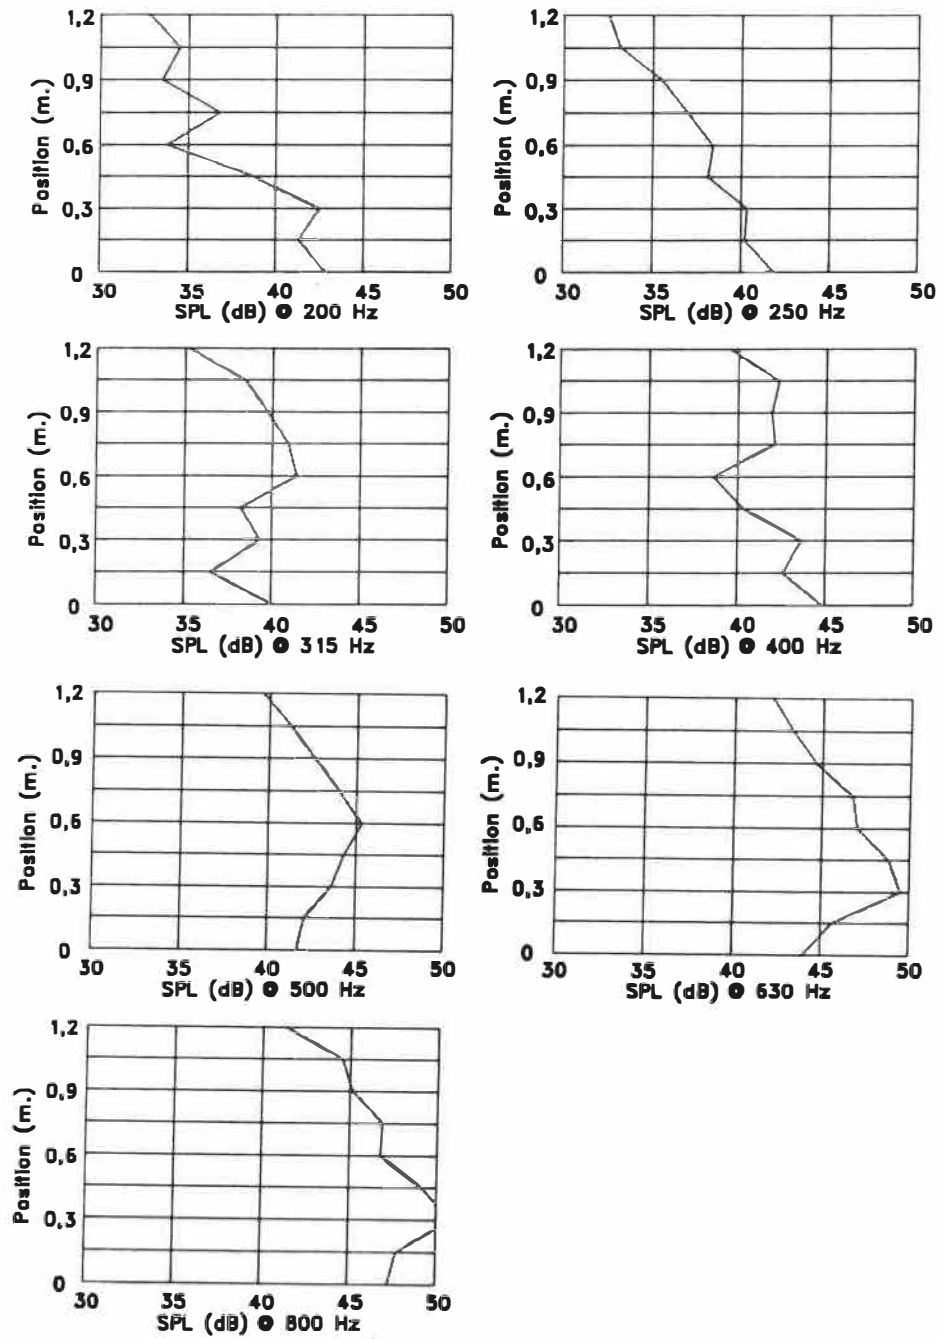 1,2 1,2
Position (m.) 0,9 Position (m.) 0,9
0,6 0,6
0,3 0,3
0 0
30 35 40 45 50 30 35 40 45 50
SPL (dB) @ 200 Hz SPL (dB) @ 250 Hz
1,2 1,2
Position (m.) 0,9 Position (m.) 0,9
0,6 0,6
0,3 0,3
0 0
30 35 40 45 50 30 35 40 45 50
SPL (dB) @ 315 Hz SPL (dB) @ 400 Hz
1,2 1,2
Position (m.) 0,9 Position (m.) 0,9
0,6 0,6
0,3 0,3
0 0
30 35 40 45 50 30 35 40 45 50
SPL (dB) @ 500 Hz SPL (dB) @ 630 Hz
1,2
Position (m.) 0,9
0,6
0,3
0
30 35 40 45 50
SPL (dB) @ 800 Hz